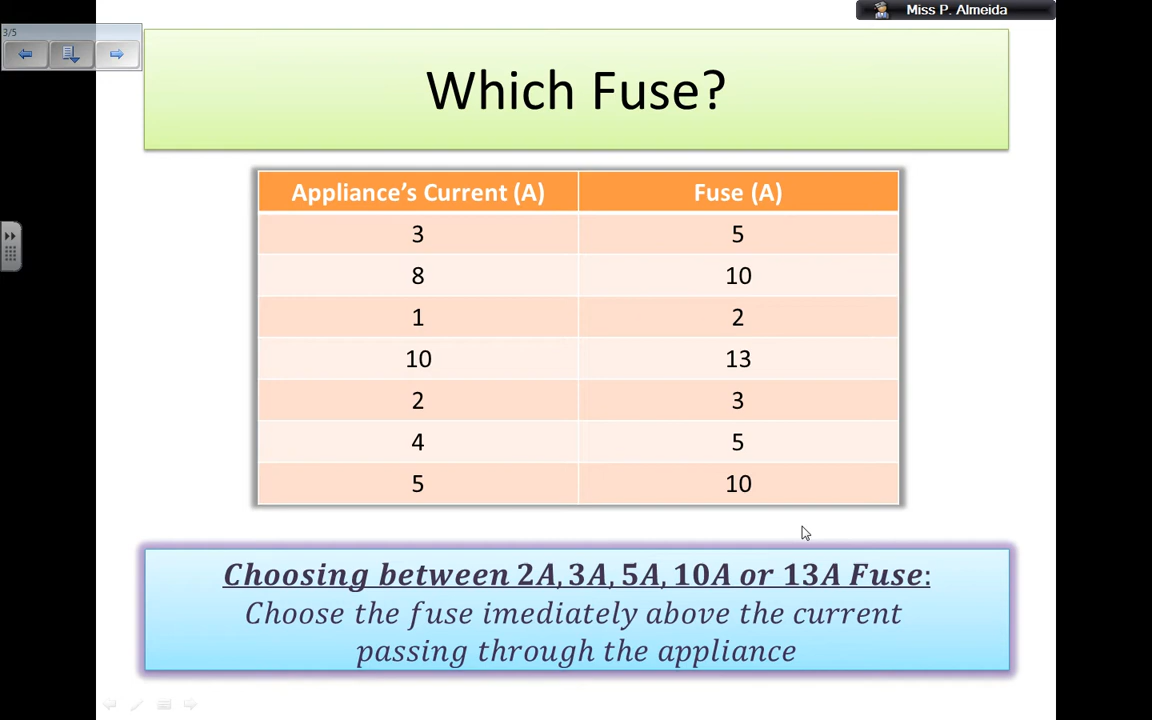 Miss P. Almeida
3/5
Which Fuse?
Appliance’s Current (A) Fuse (A)
3 5
8 10
1 2
10 13
2 3
4 5
5 10
Choosing between 2A, 3A, 5A, 10A or 13A Fuse:
Choose the fuse imediately above the current
passing through the appliance